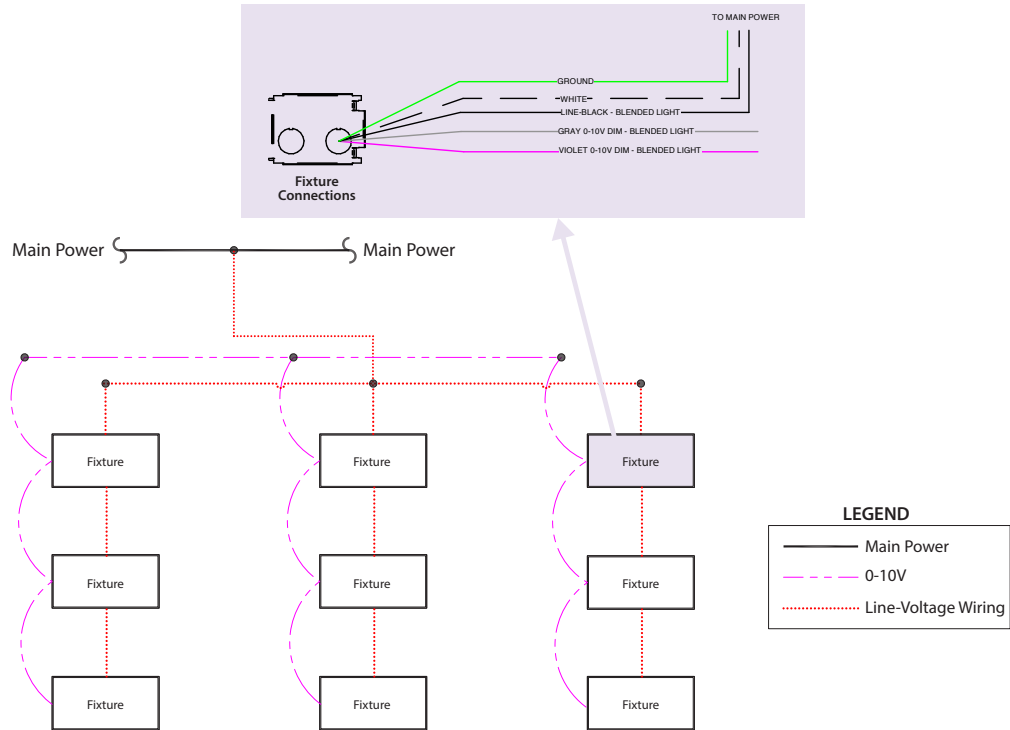 TO MAIN POWER
GROUND
WHITE
LINE-BLACK - BLENDED LIGHT
GRAY 0-10V DIM - BLENDED LIGHT
VIOLET 0-10V DIM - BLENDED LIGHT
Fixture
Connections
Main Power
Main Power
Fixture
Fixture
Fixture
Fixture
Fixture
Fixture
Fixture
Fixture
Fixture
LEGEND
Main Power
0-10V
Line-Voltage Wiring